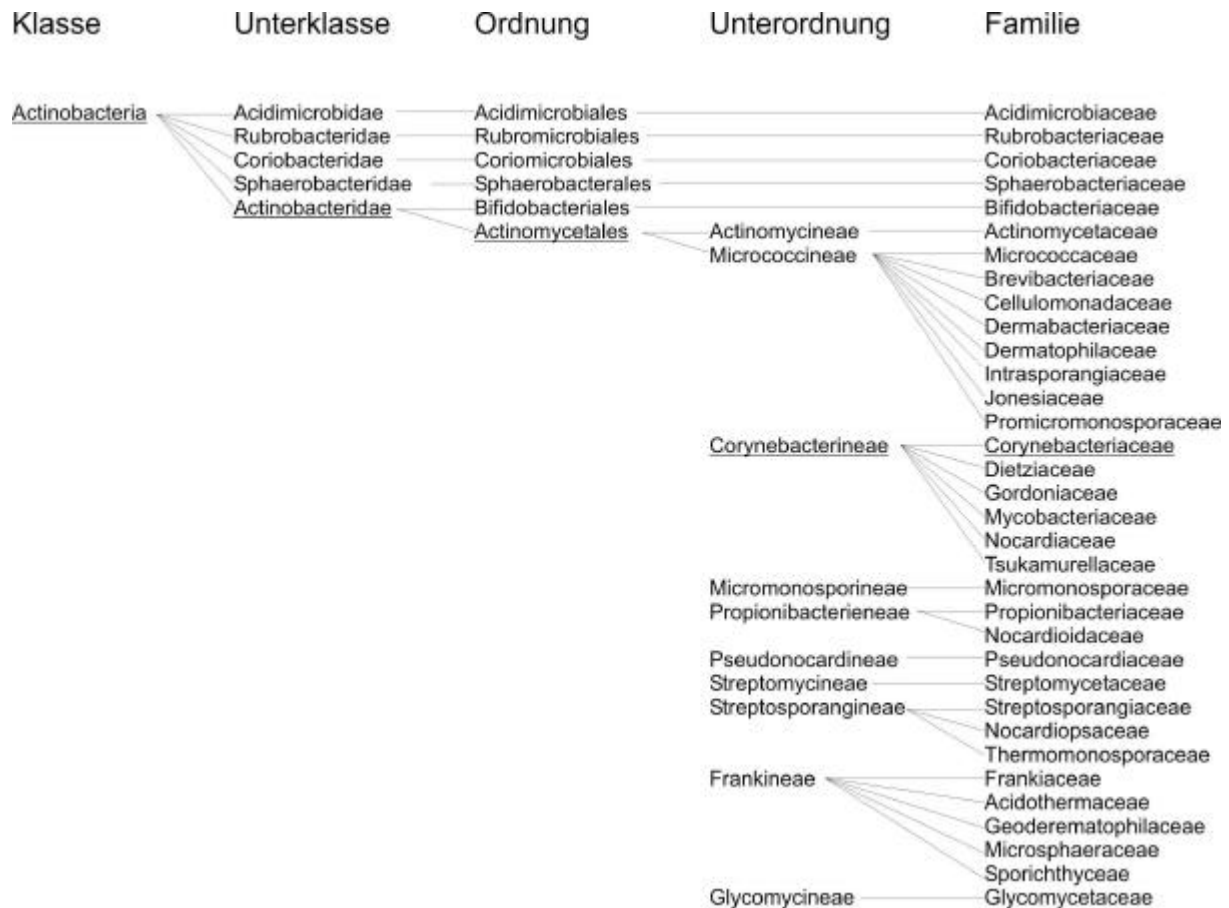 Klasse Unterklasse Ordnung Unterordnung Familie
Actinobacteria Acidimicrobidae Acidimicrobiales Acidimicrobiaceae
Rubrobacteridae Rubromicrobiales Rubrobacteriaceae
Coriobacteridae Coriomicrobiales Coriobacteriaceae
Sphaerobacteridae Sphaerobacterales Sphaerobacteriaceae
Actinobacteridae Bifidobacteriales Bifidobacteriaceae
Actinomycetales Actinomycineae Actinomycetaceae
Micrococcineae Micrococcaceae
Brevibacteriaceae
Cellulomonadaceae
Dermabacteriaceae
Dermatophilaceae
Intrasporangiaceae
Jonesiaceae
Promicromonosporaceae
Corynebacterineae Corynebacteriaceae
Dietziaceae
Gordoniaceae
Mycobacteriaceae
Nocardiaceae
Tsukamurellaceae
Micromonosporineae Micromonosporaceae
Propionibacterieneae Propionibacteriaceae
Nocardioidaceae
Pseudonocardineae Pseudonocardiaceae
Streptomycineae Streptomycetaceae
Streptosporangineae Streptosporangiaceae
Nocardiopsaceae
Thermomonosporaceae
Frankineae Frankiaceae
Acidothermaceae
Geoderematophilaceae
Microsphaeraceae
Sporichthyceae
Glycomycineae Glycomycetaceae